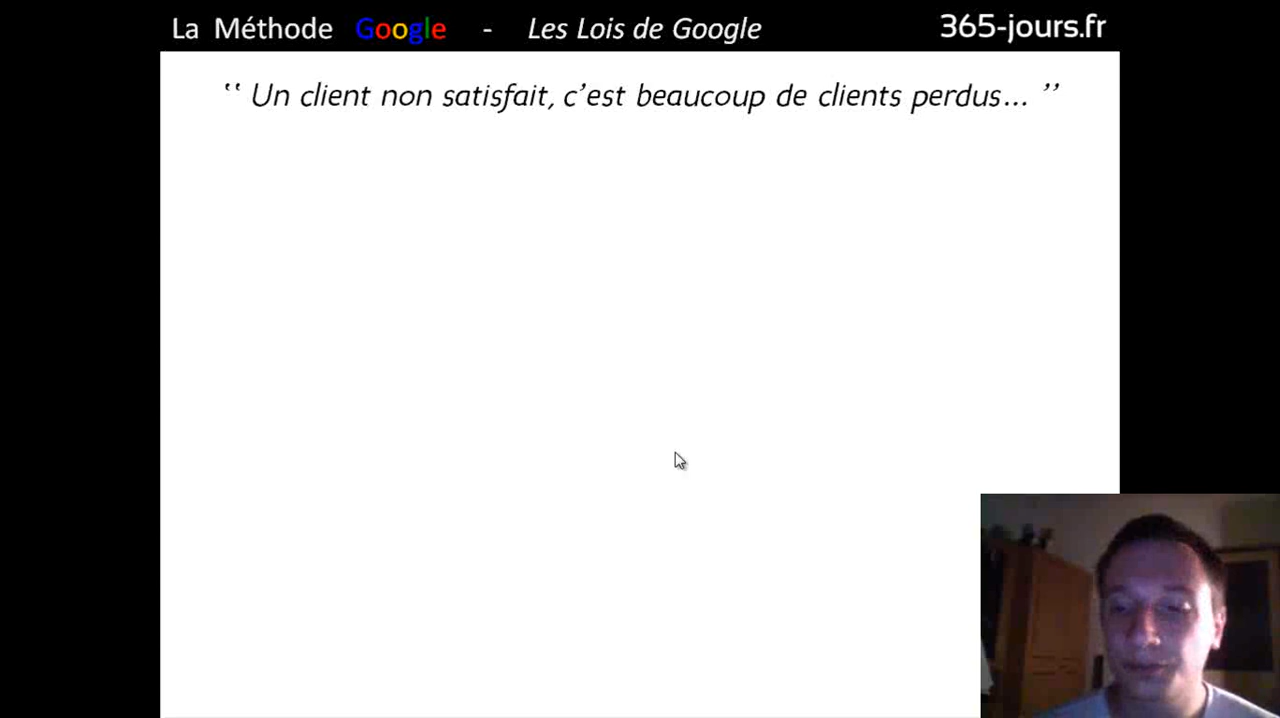 La Méthode Google - Les Lois de Google 365-jours.fr
‘‘ Un client non satisfait, c’est beaucoup de clients perdus... ’’